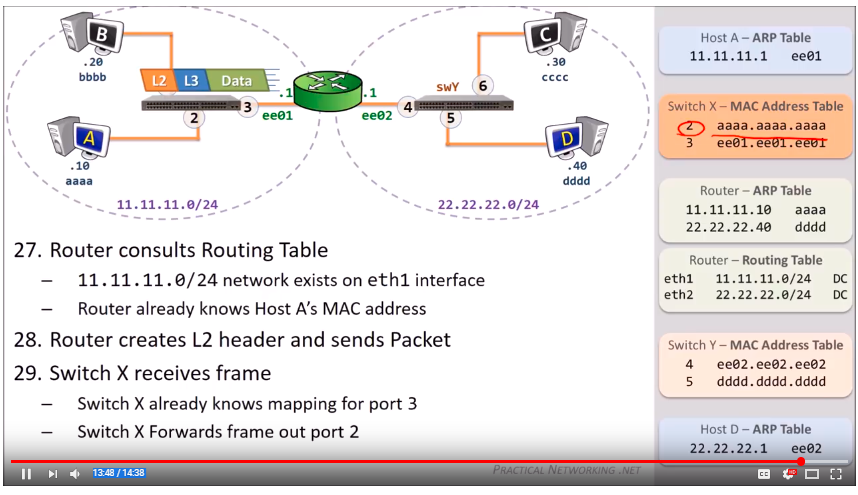 B
.20
bbbb
L2 L3 Data
2
3
.1
ee01
A
.10
aaaa
11.11.11.0/24
.1
ee02
4
swY
6
5
C
.30
cccc
D
.40
dddd
22.22.22.0/24
27. Router consults Routing Table
– 11.11.11.0/24 network exists on eth1 interface
– Router already knows Host A's MAC address
28. Router creates L2 header and sends Packet
29. Switch X receives frame
– Switch X already knows mapping for port 3
– Switch X Forwards frame out port 2
Host A – ARP Table
11.11.11.1 ee01
Switch X – MAC Address Table
2 aaaa.aaaa.aaaa
3 ee01.ee01.ee01
Router – ARP Table
11.11.11.10 aaaa
22.22.22.40 dddd
Router – Routing Table
eth1 11.11.11.0/24 DC
eth2 22.22.22.0/24 DC
Switch Y – MAC Address Table
4 ee02.ee02.ee02
5 dddd.dddd.dddd
Host D – ARP Table
22.22.22.1 ee02
13:48 / 14:38
PRACTICAL NETWORKING .NET
CC
HD